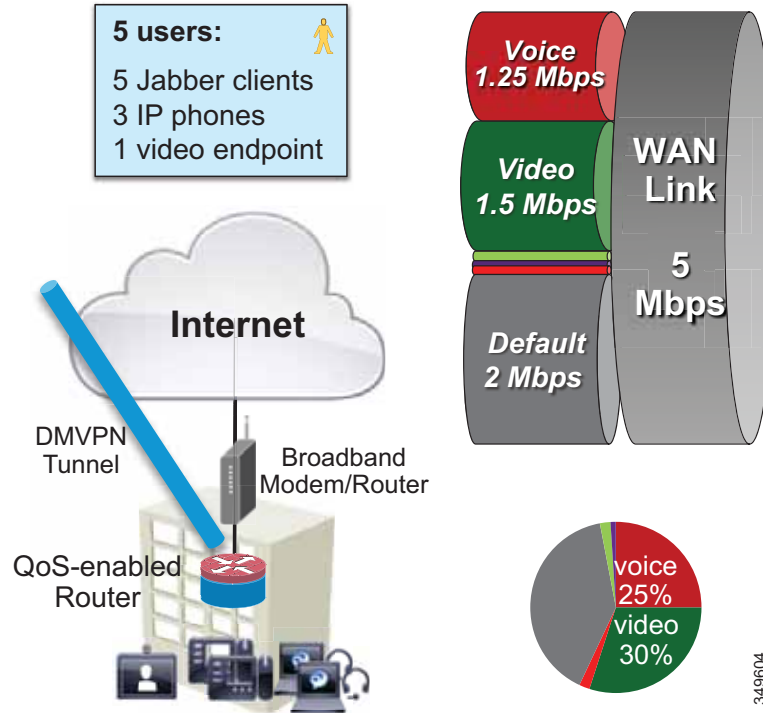 5 users:
5 Jabber clients
3 IP phones
1 video endpoint
Voice
1.25 Mbps
Video
1.5 Mbps
Default
2 Mbps
WAN
Link
5
Mbps
Internet
DMVPN
Tunnel
Broadband
Modem/Router
QoS-enabled
Router
voice
25%
video
30%
349604